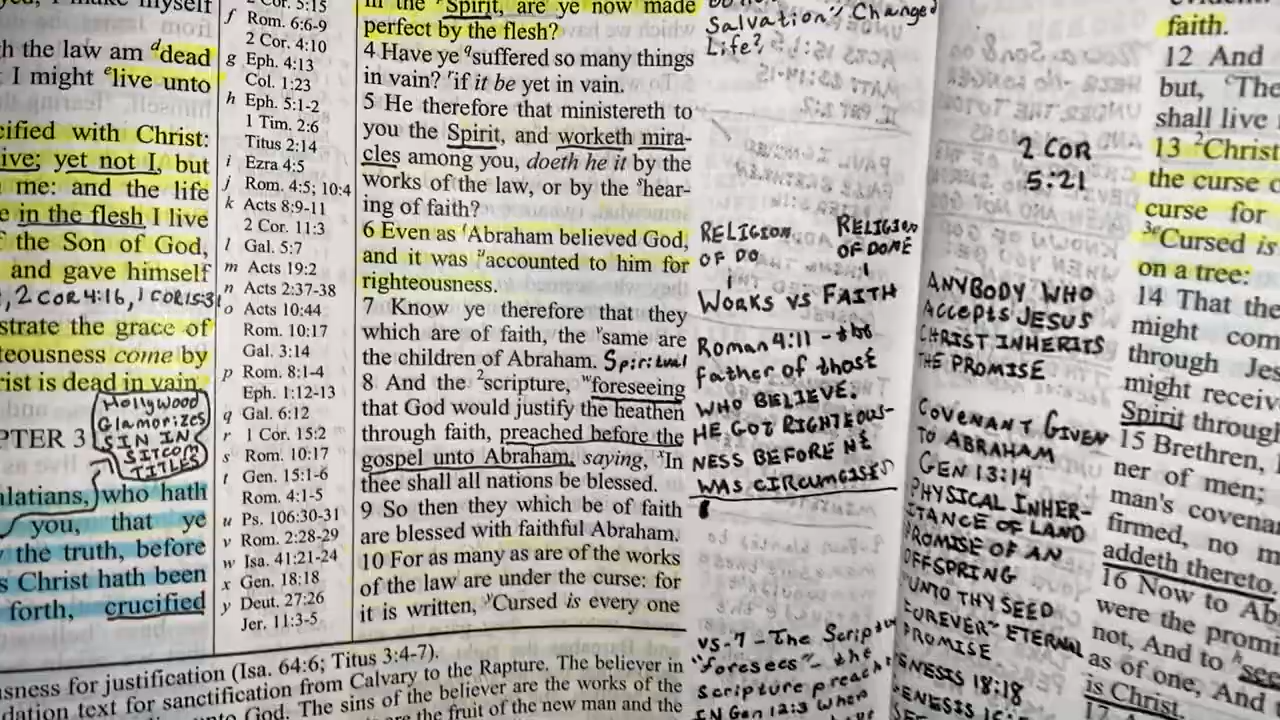 h the law am ᵈdead
I might ᵉlive unto
cified with Christ:
ive; yet not I, but
me: and the life
e in the flesh I live
f the Son of God,
and gave himself
, 2 COR 4:16, 1 COR 15:31
strate the grace of
teousness come by
rist is dead in vain.
HOllyWOOD
Glamorizes
SIN IN
SITCOM
TITLES
PTER 3
alatians, who hath
you, that ye
the truth, before
s Christ hath been
forth, crucified
2 Cor. 5:15
f Rom. 6:6-9
2 Cor. 4:10
g Eph. 4:13
Col. 1:23
h Eph. 5:1-2
1 Tim. 2:6
Titus 2:14
i Ezra 4:5
j Rom. 4:5; 10:4
k Acts 8:9-11
2 Cor. 11:3
l Gal. 5:7
m Acts 19:2
n Acts 2:37-38
o Acts 10:44
Rom. 10:17
Gal. 3:14
p Rom. 8:1-4
Eph. 1:12-13
q Gal. 6:12
r 1 Cor. 15:2
s Rom. 10:17
t Gen. 15:1-6
Rom. 4:1-5
u Ps. 106:30-31
v Rom. 2:28-29
w Isa. 41:21-24
x Gen. 18:18
y Deut. 27:26
Jer. 11:3-5
in the Spirit, are ye now made
perfect by the flesh?
4 Have ye qsuffered so many things
in vain? rif it be yet in vain.
5 He therefore that ministereth to
you the Spirit, and worketh mira-
cles among you, doeth he it by the
works of the law, or by the shear-
ing of faith?
6 Even as tAbraham believed God,
and it was uaccounted to him for
righteousness.
7 Know ye therefore that they
which are of faith, the vsame are
the children of Abraham. Spiritual
8 And the 2scripture, wforeseeing
that God would justify the heathen
through faith, preached before the
gospel unto Abraham, saying, xIn
thee shall all nations be blessed.
9 So then they which be of faith
are blessed with faithful Abraham.
10 For as many as are of the works
of the law are under the curse: for
it is written, yCursed is every one
Salvation? Changed
Life?
RELIGION OF DO
RELIGION OF DONE
WORKS VS FAITH
Roman 4:11 - the
father of those
WHO BELIEVE.
HE GOT RIGHTEOUS-
NESS BEFORE HE
WAS CIRCUMCISED
VS-7 - The Script
"foresees" - the
Scripture preach
IN Gen 12:3 when
2 COR
5:21
ANYBODY WHO
ACCEPTS JESUS
CHRIST INHERITS
THE PROMISE
COVENANT GIVEN
TO ABRAHAM
GEN 13:14
PHYSICAL INHER-
ITANCE OF LAND
PROMISE OF AN
OFFSPRING
"UNTO THY SEED
FOREVER" ETERNAL
PROMISE
GENESIS 18:18
faith.
12 And
but, The
shall live
13 2Christ
the curse
curse for
Cursed is
on a tree:
14 That the
might com
through Jes
might receiv
Spirit through
15 Brethren,
ner of men;
man's covena
firmed, no m
addeth thereto.
16 Now to Ab
were the promi
not, And to see
as of one, And
is Christ.
17
usness for justification (Isa. 64:6; Titus 3:4-7).
dation text for sanctification from Calvary to the Rapture. The believer in
unto God. The sins of the believer are the works of the
the fruit of the new man and the